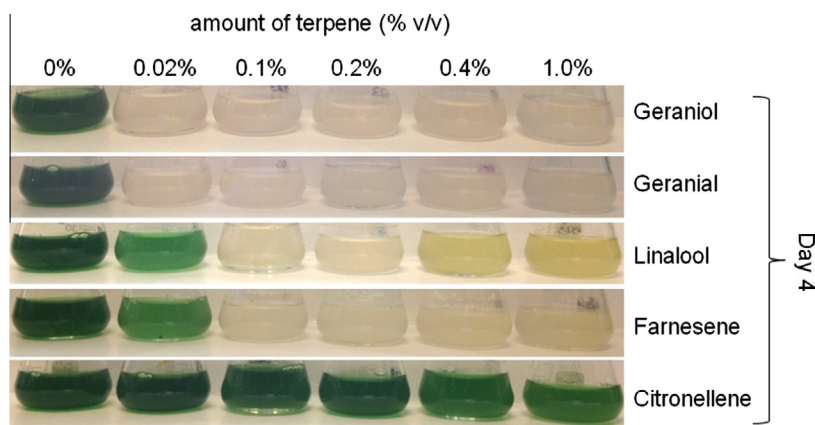 amount of terpene (% v/v)
0% 0.02% 0.1% 0.2% 0.4% 1.0%
Geraniol
Geranial
Linalool
Farnesene
Citronellene
Day 4